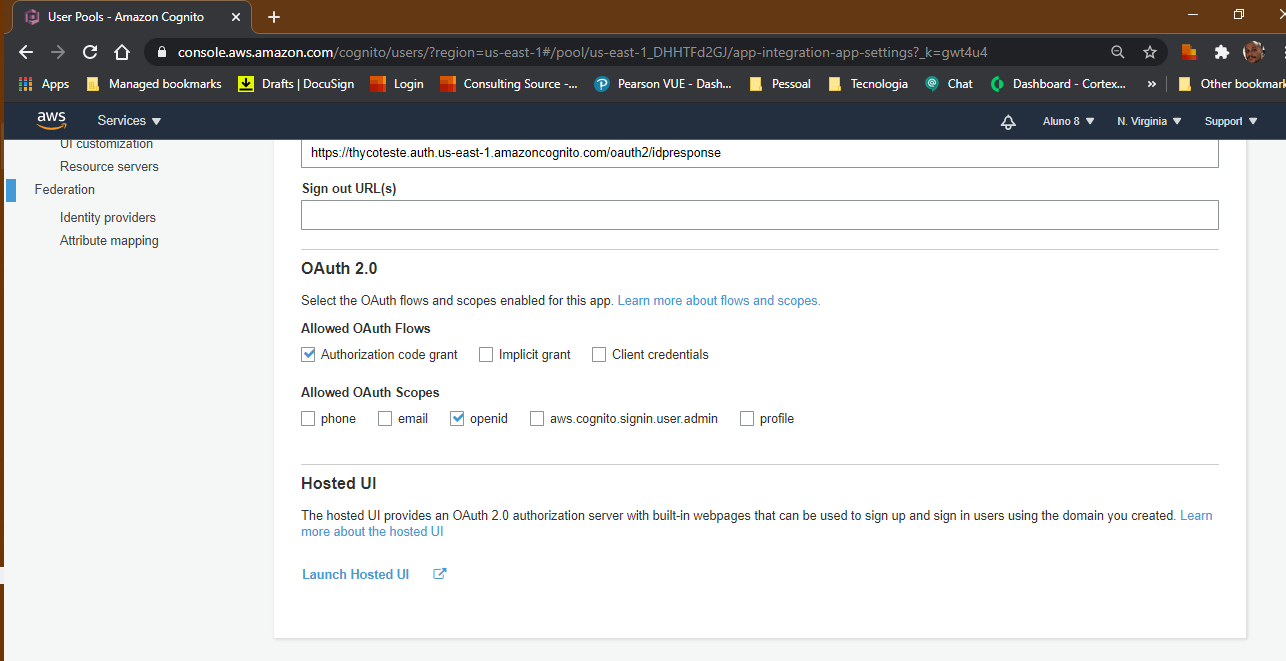 User Pools - Amazon Cognito
console.aws.amazon.com/cognito/users/?region=us-east-1#/pool/us-east-1_DHHTFd2GJ/app-integration-app-settings?_k=gwt4u4
Apps Managed bookmarks Drafts | DocuSign Login Consulting Source -... Pearson VUE - Dash... Pessoal Tecnologia Chat Dashboard - Cortex... » Other bookmark
aws Services Aluno 8 N. Virginia Support
UI customization
https://thycoteste.auth.us-east-1.amazoncognito.com/oauth2/idpresponse
Resource servers
Federation
Sign out URL(s)
Identity providers
Attribute mapping
OAuth 2.0
Select the OAuth flows and scopes enabled for this app. Learn more about flows and scopes.
Allowed OAuth Flows
Authorization code grant Implicit grant Client credentials
Allowed OAuth Scopes
phone email openid aws.cognito.signin.user.admin profile
Hosted UI
The hosted UI provides an OAuth 2.0 authorization server with built-in webpages that can be used to sign up and sign in users using the domain you created. Learn
more about the hosted UI
Launch Hosted UI